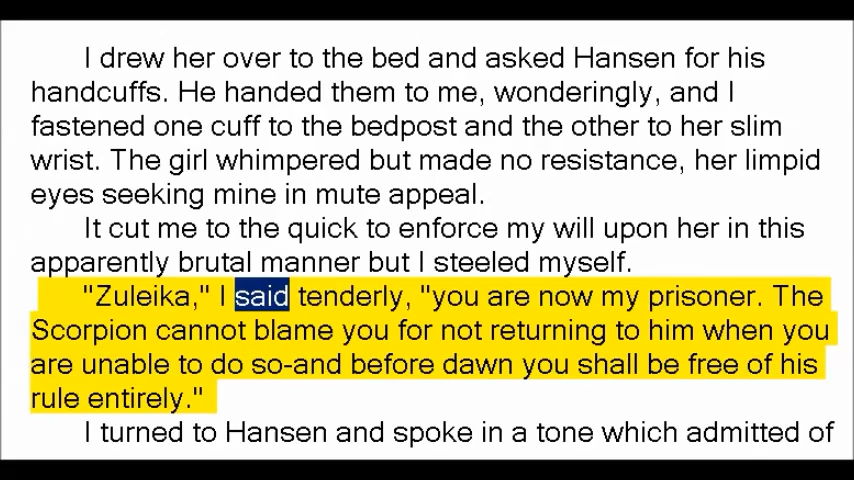 I drew her over to the bed and asked Hansen for his
handcuffs. He handed them to me, wonderingly, and I
fastened one cuff to the bedpost and the other to her slim
wrist. The girl whimpered but made no resistance, her limpid
eyes seeking mine in mute appeal.
It cut me to the quick to enforce my will upon her in this
apparently brutal manner but I steeled myself.
"Zuleika," I said tenderly, "you are now my prisoner. The
Scorpion cannot blame you for not returning to him when you
are unable to do so-and before dawn you shall be free of his
rule entirely."
I turned to Hansen and spoke in a tone which admitted of